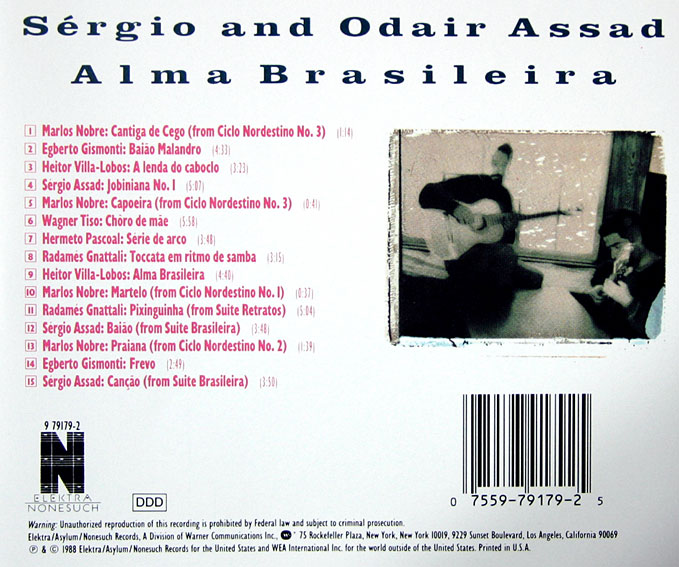 Sérgio and Odair Assad
Alma Brasileira
1 Marlos Nobre: Cantiga de Cego (from Ciclo Nordestino No. 3) (1:14)
2 Egberto Gismonti: Baião Malandro (4:33)
3 Heitor Villa-Lobos: A lenda do caboclo (3:23)
4 Sérgio Assad: Jobiniana No. 1 (5:07)
5 Marlos Nobre: Capoeira (from Ciclo Nordestino No. 3) (0:41)
6 Wagner Tiso: Chôro de mãe (5:58)
7 Hermeto Pascoal: Série de arco (3:48)
8 Radamés Gnattali: Toccata em ritmo de samba (3:15)
9 Heitor Villa-Lobos: Alma Brasileira (4:40)
10 Marlos Nobre: Martelo (from Ciclo Nordestino No. 1) (0:37)
11 Radamés Gnattali: Pixinguinha (from Suite Retratos) (5:04)
12 Sérgio Assad: Baião (from Suite Brasileira) (3:48)
13 Marlos Nobre: Praiana (from Ciclo Nordestino No. 2) (1:39)
14 Egberto Gismonti: Frevo (2:49)
15 Sérgio Assad: Canção (from Suite Brasileira) (3:50)
9 79179-2
N
ELEKTRA
NONESUCH
DDD
0 7559-79179-2 5
Warning: Unauthorized reproduction of this recording is prohibited by Federal law and subject to criminal prosecution.
Elektra/Asylum/Nonesuch Records, A Division of Warner Communications Inc., 75 Rockefeller Plaza, New York, New York 10019, 9229 Sunset Boulevard, Los Angeles, California 90069
℗ & © 1988 Elektra/Asylum/Nonesuch Records for the United States and WEA International Inc. for the world outside of the United States. Printed in U.S.A.